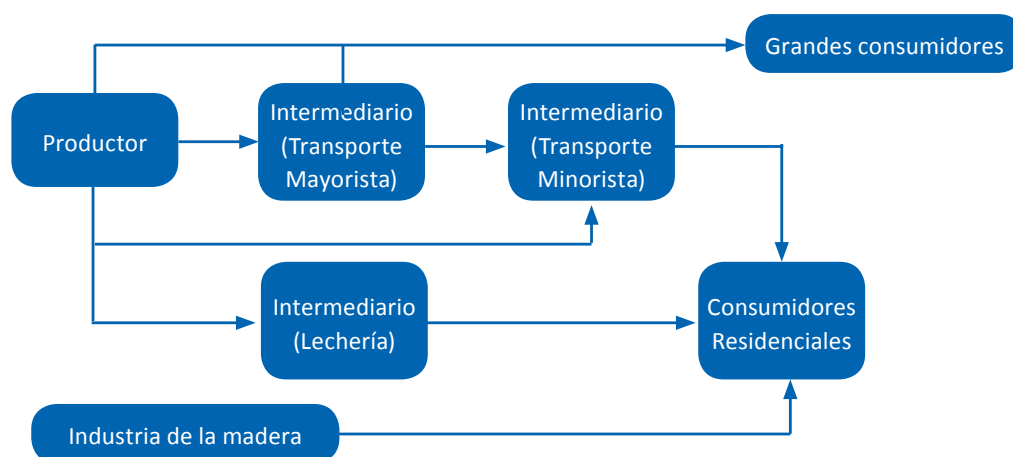 Grandes consumidores
Productor
Intermediario
(Transporte
Mayorista)
Intermediario
(Transporte
Minorista)
Intermediario
(Lechería)
Consumidores
Residenciales
Industria de la madera